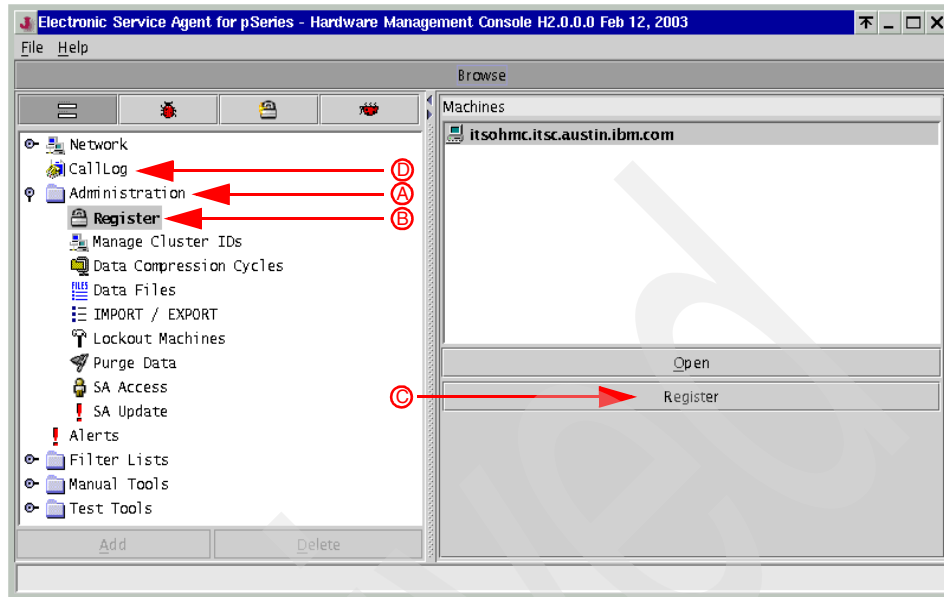 Electronic Service Agent for pSeries - Hardware Management Console H2.0.0.0 Feb 12, 2003
File Help
Browse
Network
CallLog
D
Administration
A
Register
B
Manage Cluster IDs
Data Compression Cycles
FILES Data Files
IMPORT / EXPORT
Lockout Machines
Purge Data
SA Access
SA Update
Alerts
Filter Lists
Manual Tools
Test Tools
Add Delete
Machines
itsohmc.itsc.austin.ibm.com
Open
C
Register